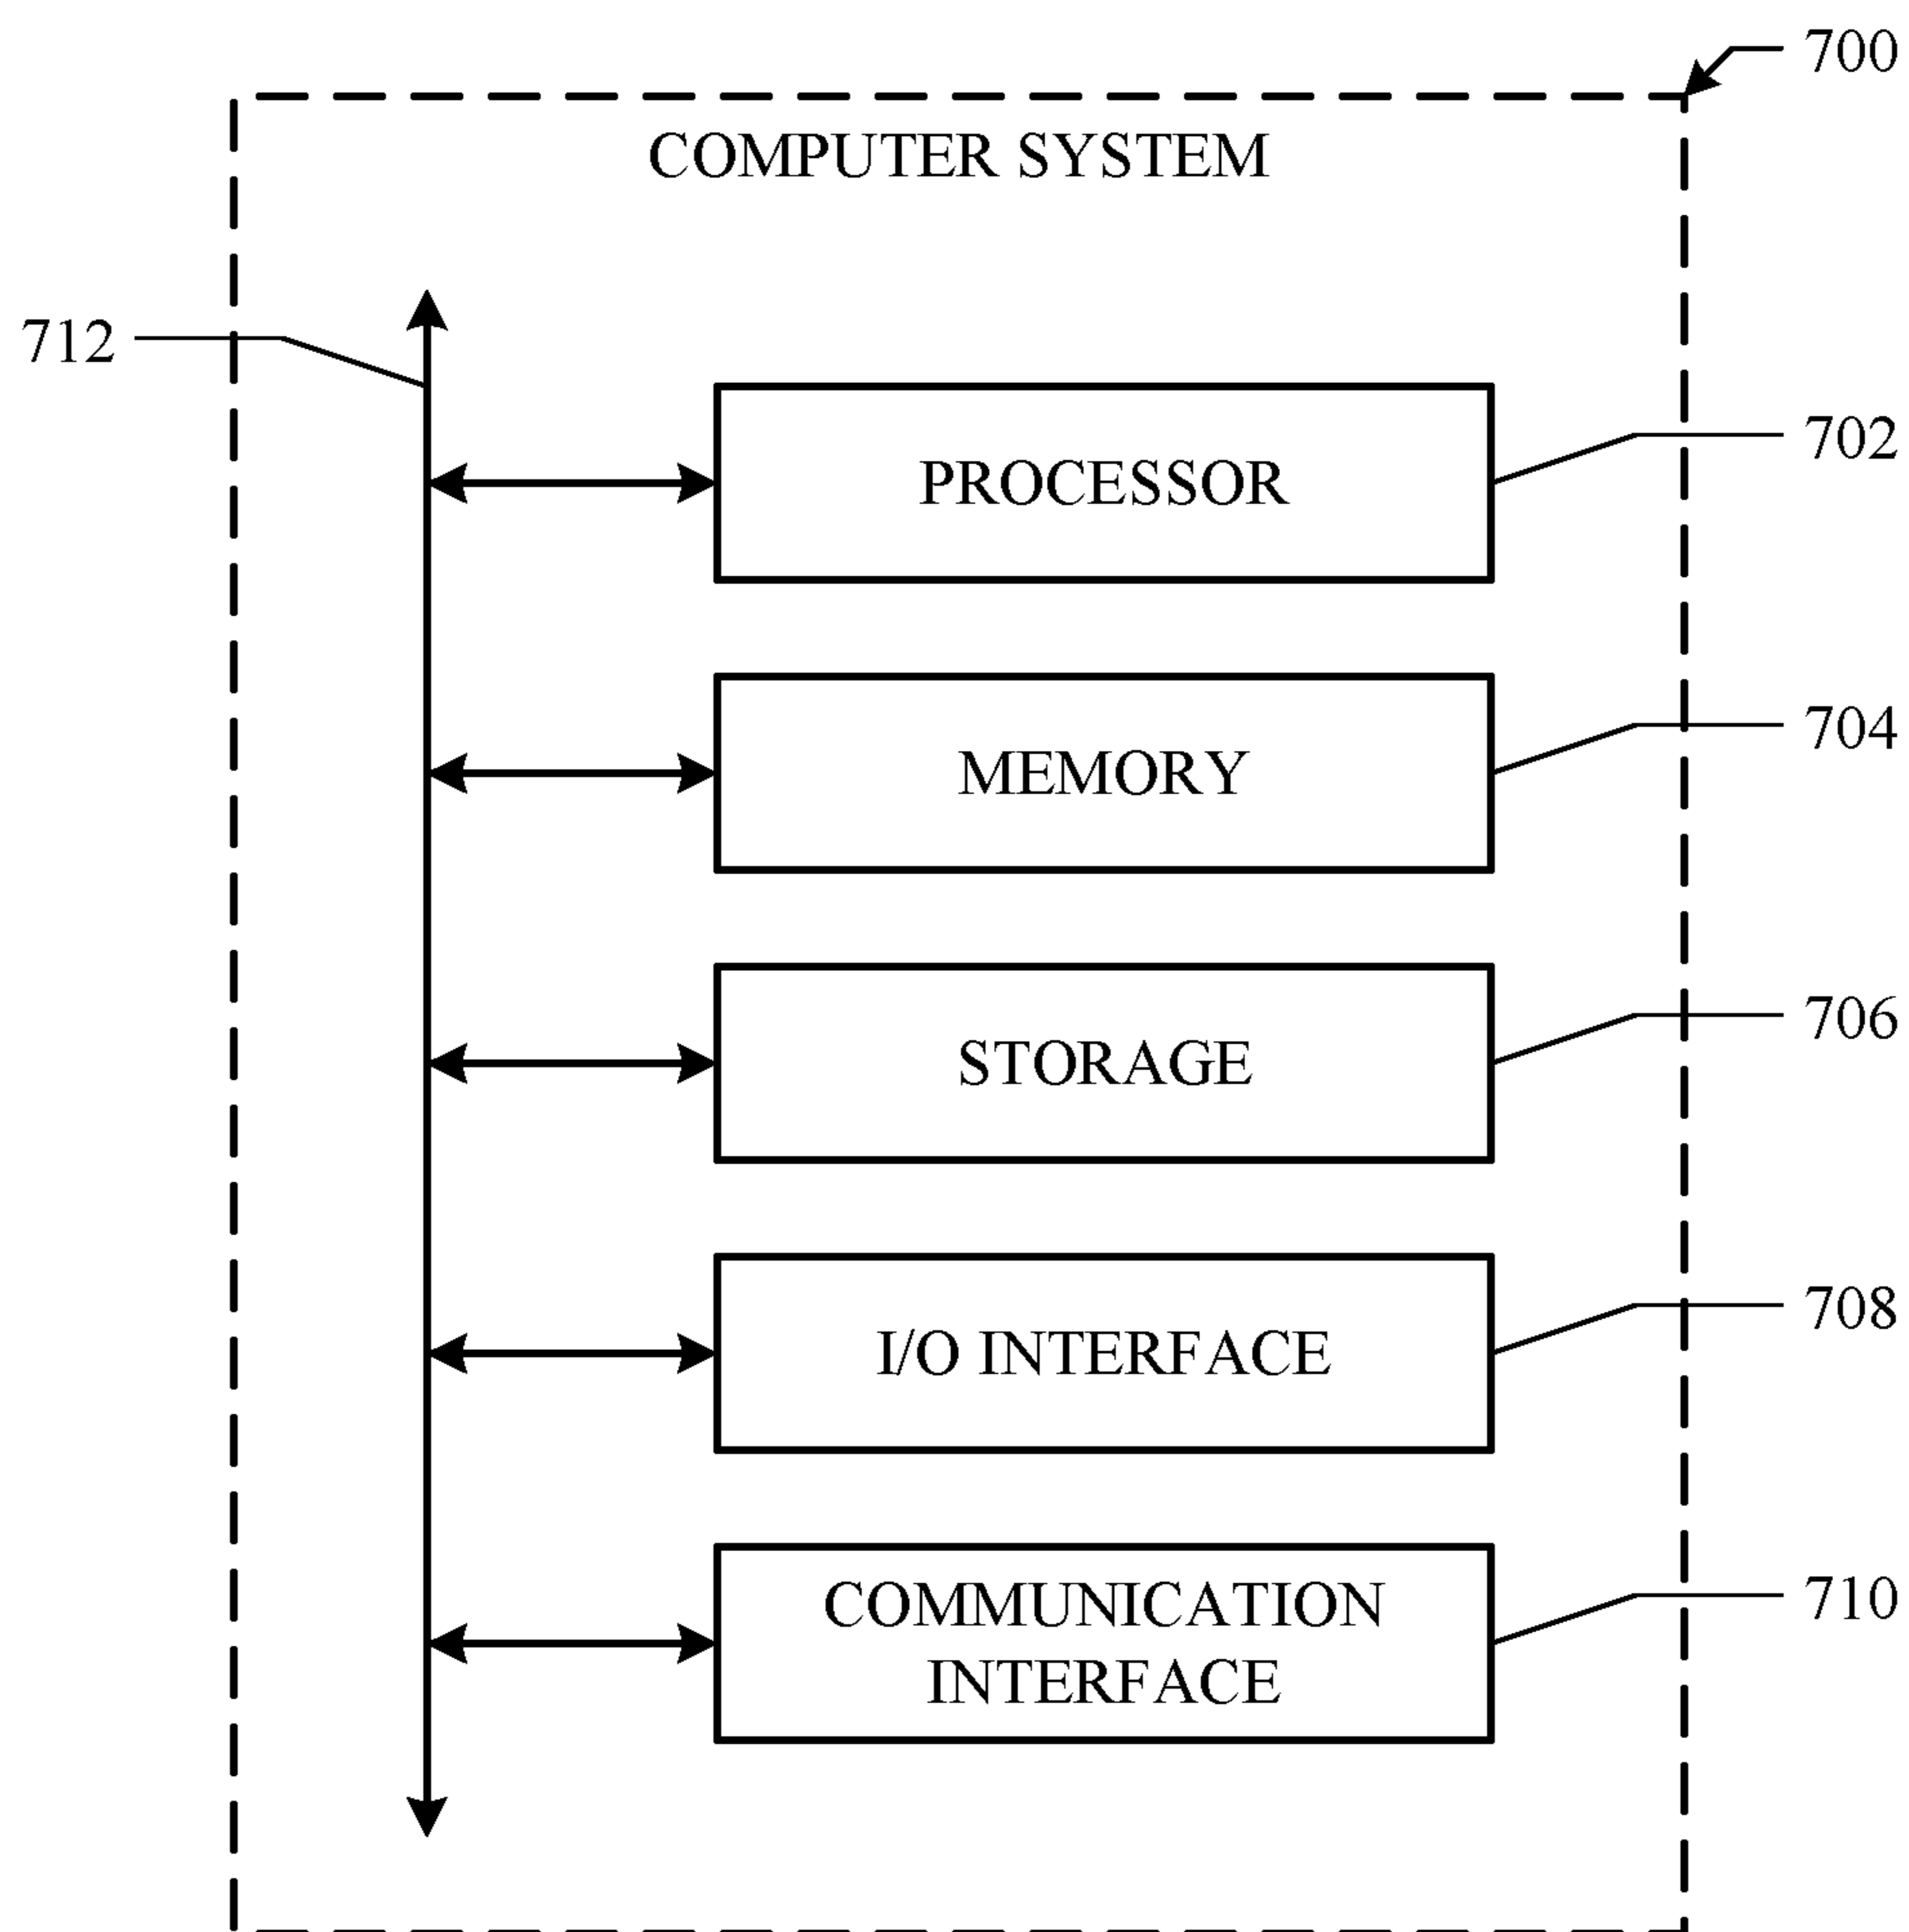 700
COMPUTER SYSTEM
712
702
PROCESSOR
704
MEMORY
706
STORAGE
708
I/O INTERFACE
710
COMMUNICATION
INTERFACE